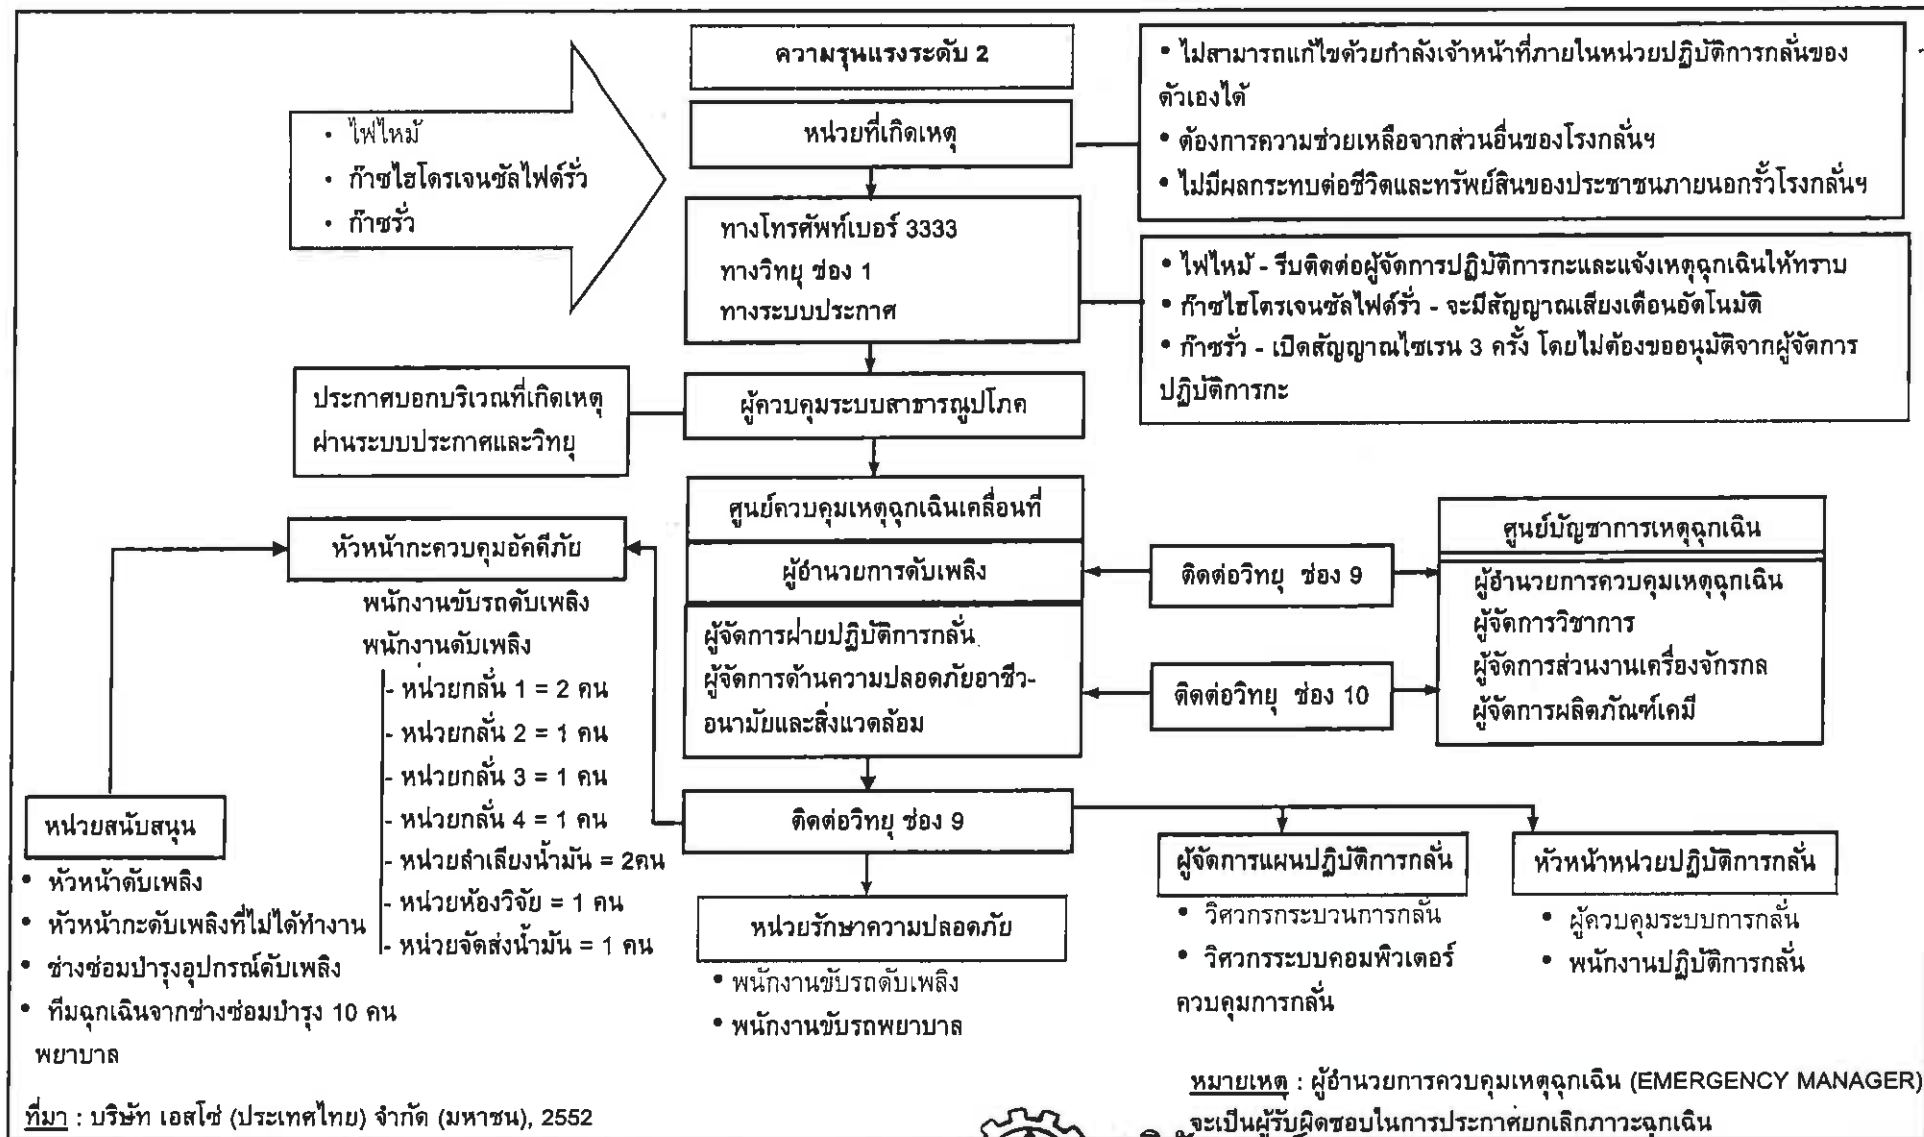 ความรุนแรงระดับ 2
หน่วยที่เกิดเหตุ
• ไม่สามารถแก้ไขด้วยกำลังเจ้าหน้าที่ภายในหน่วยปฏิบัติการกลั่นของ
ตัวเองได้
• ต้องการความช่วยเหลือจากส่วนอื่นของโรงกลั่นฯ
• ไม่มีผลกระทบต่อชีวิตและทรัพย์สินของประชาชนภายนอกรั้วโรงกลั่นฯ
• ไฟไหม้
• ก๊าซไฮโดรเจนซัลไฟด์รั่ว
• ก๊าซรั่ว
ทางโทรศัพท์เบอร์ 3333
ทางวิทยุ ช่อง 1
ทางระบบประกาศ
• ไฟไหม้ - รีบติดต่อผู้จัดการปฏิบัติการกะและแจ้งเหตุฉุกเฉินให้ทราบ
• ก๊าซไฮโดรเจนซัลไฟด์รั่ว - จะมีสัญญาณเสียงเตือนอัตโนมัติ
• ก๊าซรั่ว - เปิดสัญญาณไซเรน 3 ครั้ง โดยไม่ต้องขออนุมัติจากผู้จัดการ
ปฏิบัติการกะ
ประกาศบอกบริเวณที่เกิดเหตุ
ผ่านระบบประกาศและวิทยุ
ผู้ควบคุมระบบสาธารณูปโภค
ศูนย์ควบคุมเหตุฉุกเฉินเคลื่อนที่
ผู้อำนวยการดับเพลิง
ผู้จัดการฝ่ายปฏิบัติการกลั่น
ผู้จัดการด้านความปลอดภัยอาชีว-
อนามัยและสิ่งแวดล้อม
ติดต่อวิทยุ ช่อง 9
ติดต่อวิทยุ ช่อง 10
ศูนย์บัญชาการเหตุฉุกเฉิน
ผู้อำนวยการควบคุมเหตุฉุกเฉิน
ผู้จัดการวิชาการ
ผู้จัดการส่วนงานเครื่องจักรกล
ผู้จัดการผลิตภัณฑ์เคมี
หัวหน้ากะควบคุมอัคคีภัย
พนักงานขับรถดับเพลิง
พนักงานดับเพลิง
- หน่วยกลั่น 1 = 2 คน
- หน่วยกลั่น 2 = 1 คน
- หน่วยกลั่น 3 = 1 คน
- หน่วยกลั่น 4 = 1 คน
- หน่วยลำเลียงน้ำมัน = 2คน
- หน่วยห้องวิจัย = 1 คน
- หน่วยจัดส่งน้ำมัน = 1 คน
หน่วยสนับสนุน
• หัวหน้าดับเพลิง
• หัวหน้ากะดับเพลิงที่ไม่ได้ทำงาน
• ช่างซ่อมบำรุงอุปกรณ์ดับเพลิง
• ทีมฉุกเฉินจากช่างซ่อมบำรุง 10 คน
พยาบาล
ติดต่อวิทยุ ช่อง 9
หน่วยรักษาความปลอดภัย
• พนักงานขับรถดับเพลิง
• พนักงานขับรถพยาบาล
ผู้จัดการแผนปฏิบัติการกลั่น
• วิศวกรกระบวนการกลั่น
• วิศวกรระบบคอมพิวเตอร์
ควบคุมการกลั่น
หัวหน้าหน่วยปฏิบัติการกลั่น
• ผู้ควบคุมระบบการกลั่น
• พนักงานปฏิบัติการกลั่น
หมายเหตุ : ผู้อำนวยการควบคุมเหตุฉุกเฉิน (EMERGENCY MANAGER)
จะเป็นผู้รับผิดชอบในการประกาศยกเลิกภาวะฉุกเฉิน
ที่มา : บริษัท เอสโซ่ (ประเทศไทย) จำกัด (มหาชน), 2552